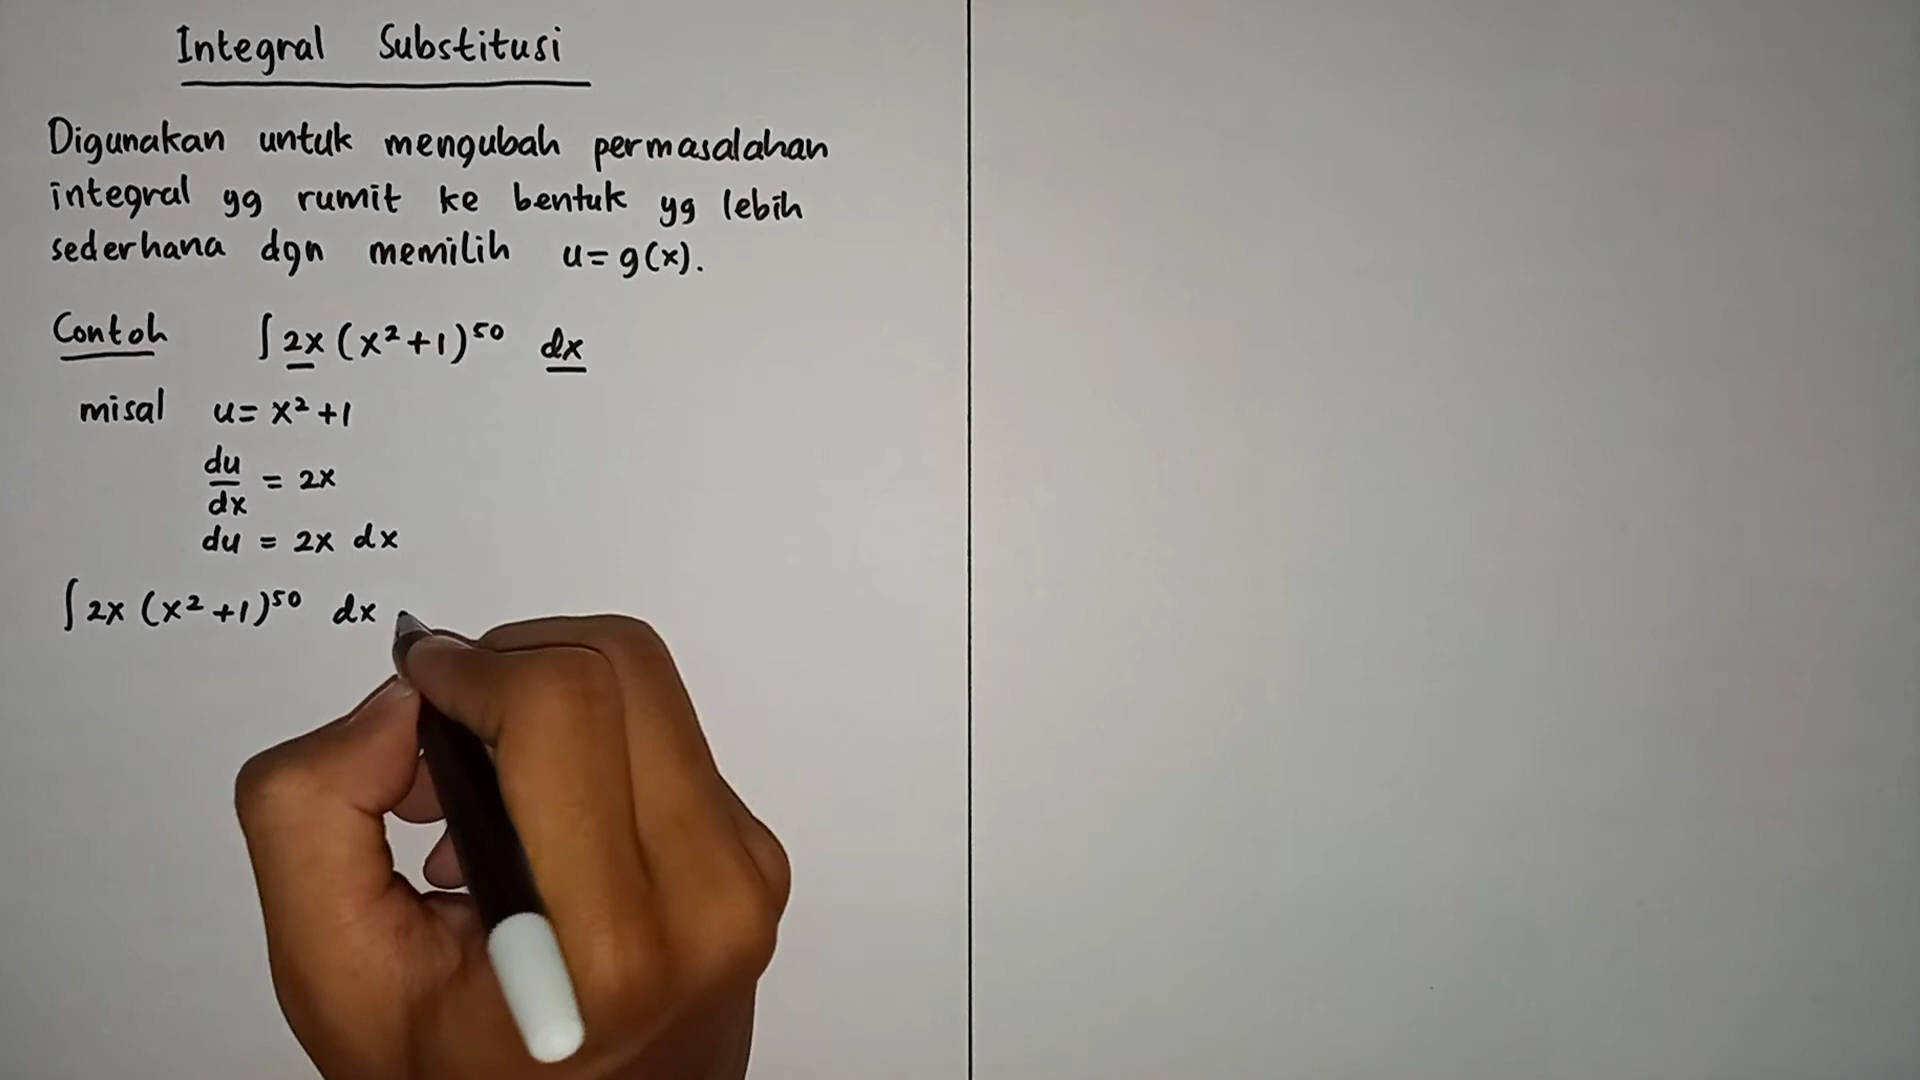 Integral Substitusi
Digunakan untuk mengubah permasalahan
integral yg rumit ke bentuk yg lebih
sederhana dgn memilih u = g(x).
Contoh ∫ 2x (x² + 1)⁵⁰ dx
misal u = x² + 1
du/dx = 2x
du = 2x dx
∫ 2x (x² + 1)⁵⁰ dx